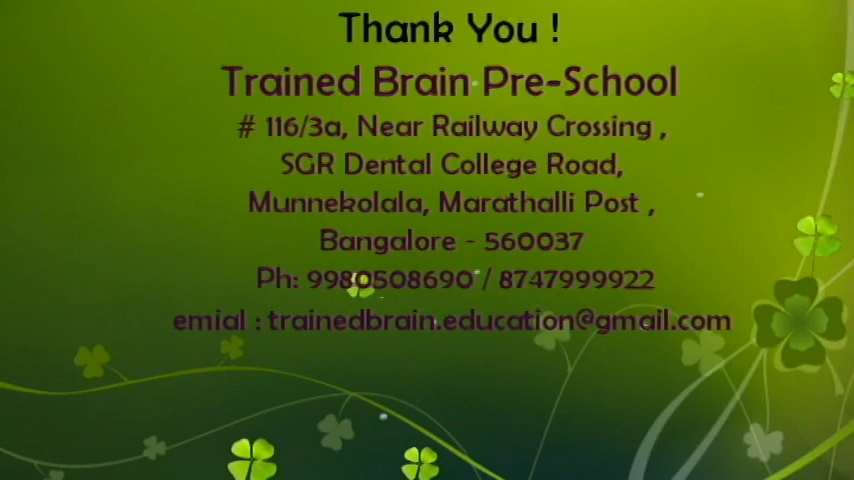 Thank You !
Trained Brain Pre-School
# 116/3a, Near Railway Crossing ,
SGR Dental College Road,
Munnekolala, Marathalli Post ,
Bangalore - 560037
Ph: 9980508690 / 8747999922
emial : trainedbrain.education@gmail.com